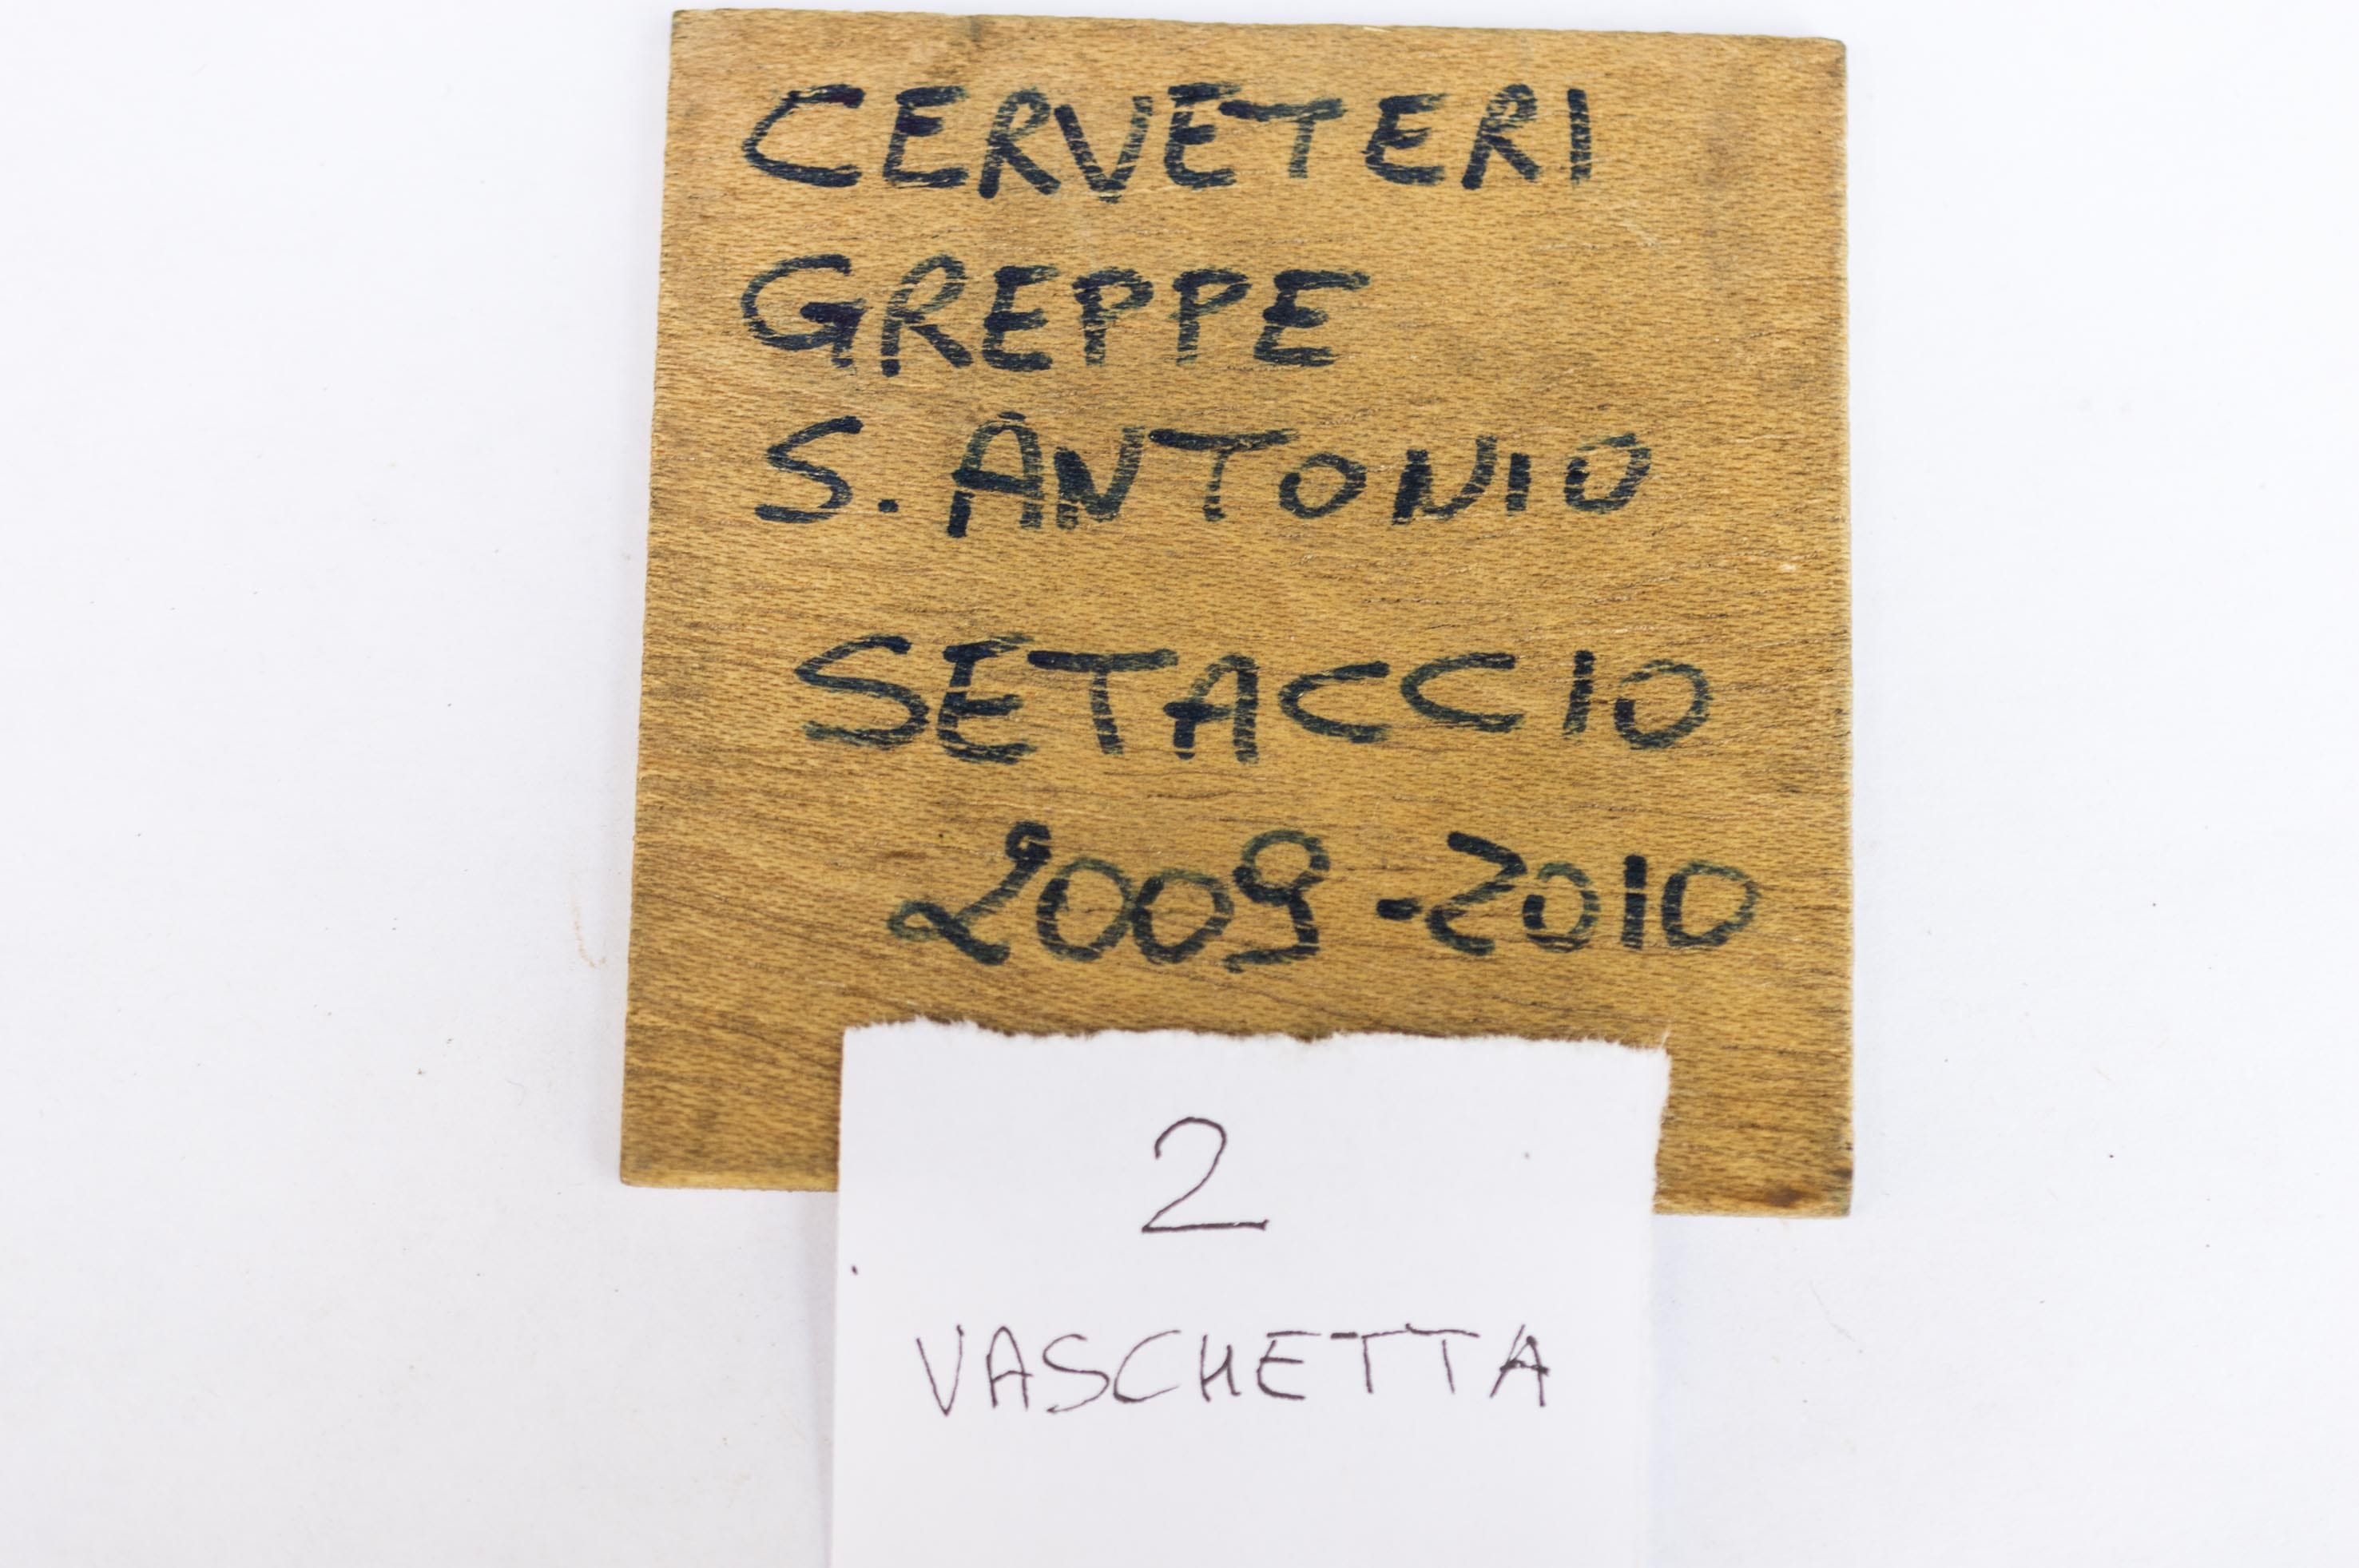 CERVETERI
GREPPE
S. ANTONIO
SETACCIO
2009-2010
2
VASCHETTA